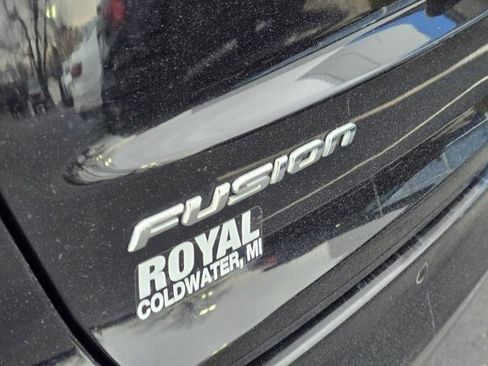 FUSION
ROYAL
COLDWATER, MI